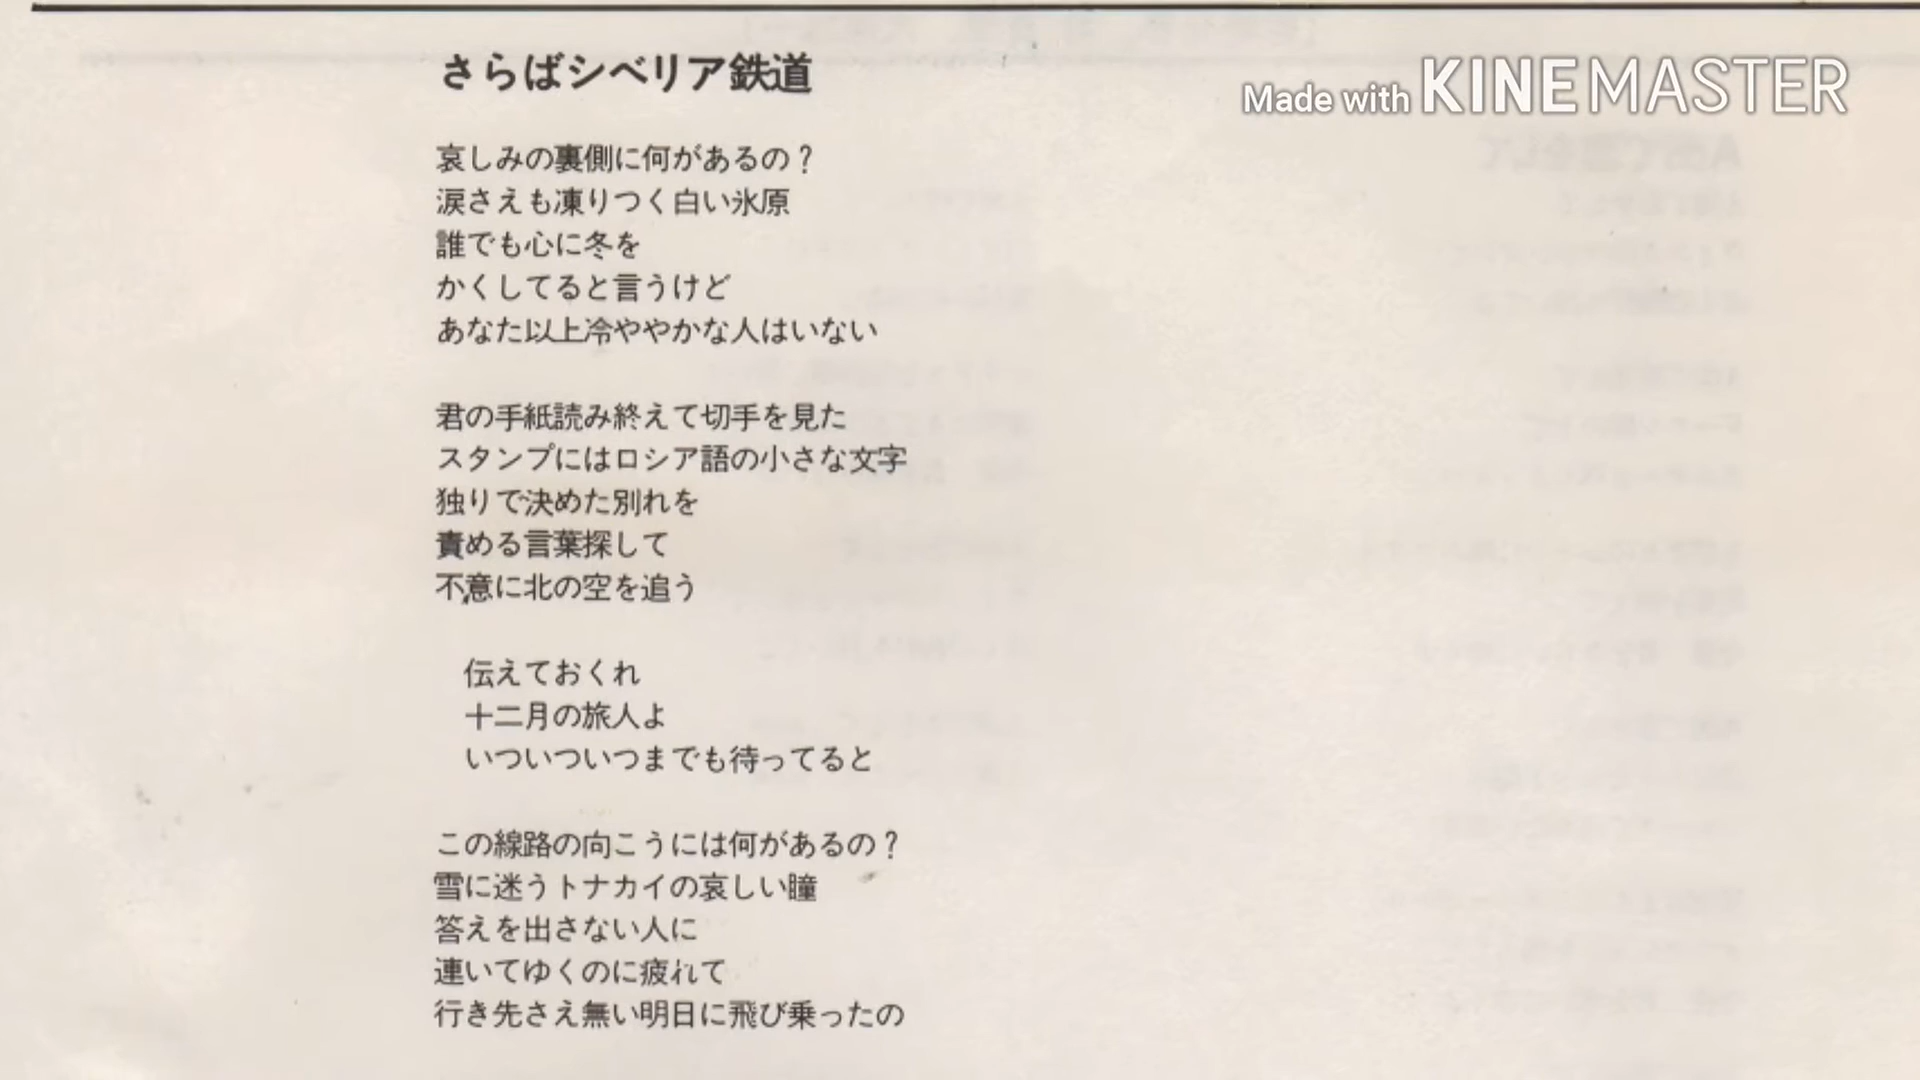 さらばシベリア鉄道
Made with KINEMASTER
哀しみの裏側に何があるの？
涙さえも凍りつく白い氷原
誰でも心に冬を
かくしてると言うけど
あなた以上冷ややかな人はいない
君の手紙読み終えて切手を見た
スタンプにはロシア語の小さな文字
独りで決めた別れを
責める言葉探して
不意に北の空を追う
伝えておくれ
十二月の旅人よ
いついついつまでも待ってると
この線路の向こうには何があるの？
雪に迷うトナカイの哀しい瞳
答えを出さない人に
連いてゆくのに疲れて
行き先さえ無い明日に飛び乗ったの